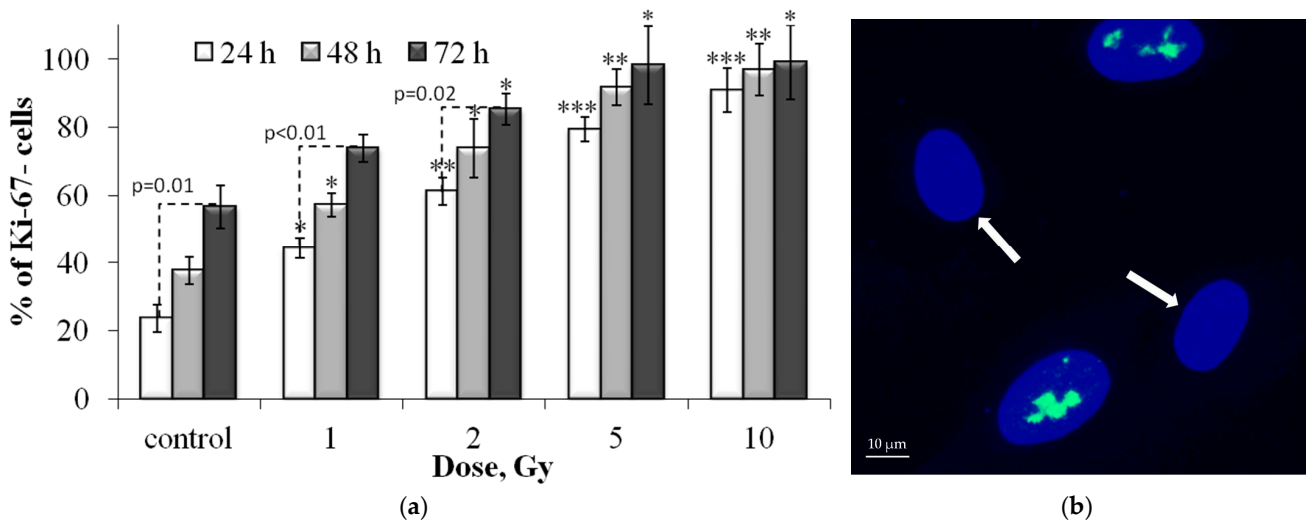 100
80
60
40
20
0
% of Ki-67- cells
24 h 48 h 72 h
p=0.01
p<0.01
p=0.02
* * ** * * *** ** * *** ** *
control 1 2 5 10
Dose, Gy
(a)
10 µm
(b)